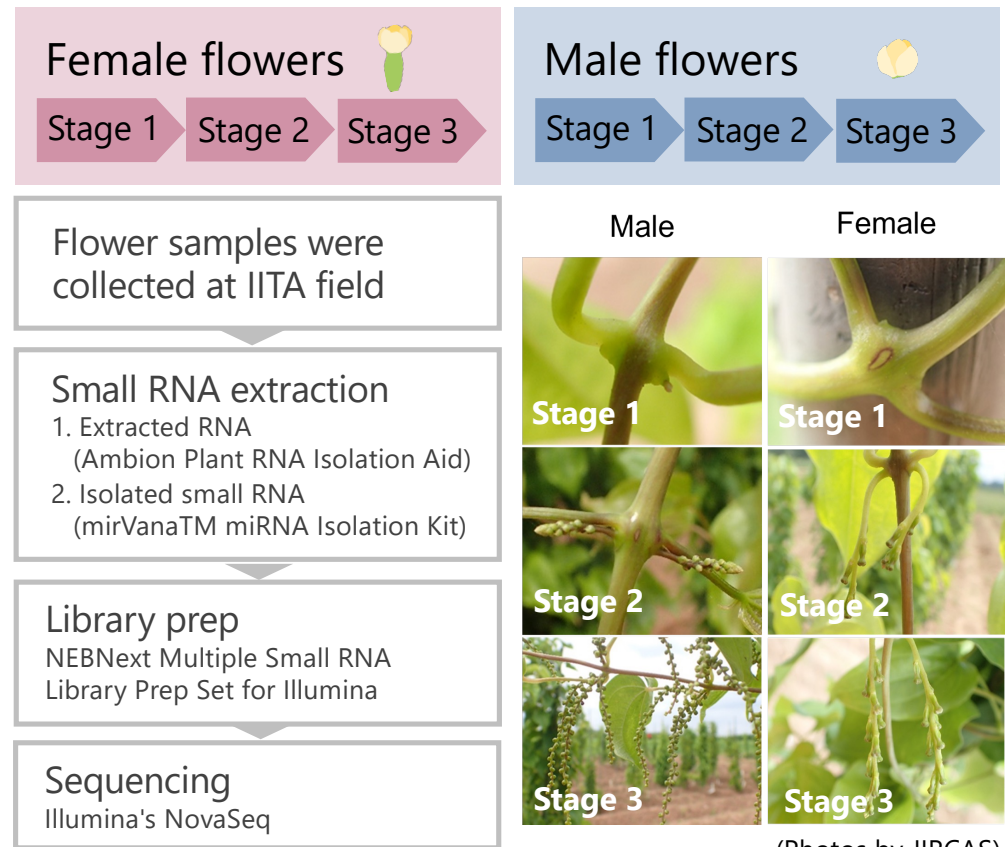 Female flowers
Stage 1
Stage 2
Stage 3
Male flowers
Stage 1
Stage 2
Stage 3
Flower samples were
collected at IITA field
Small RNA extraction
1. Extracted RNA
(Ambion Plant RNA Isolation Aid)
2. Isolated small RNA
(mirVanaTM miRNA Isolation Kit)
Library prep
NEBNext Multiple Small RNA
Library Prep Set for Illumina
Sequencing
Illumina's NovaSeq
Male
Female
Stage 1
Stage 1
Stage 2
Stage 2
Stage 3
Stage 3
(Photos by JIRCAS)